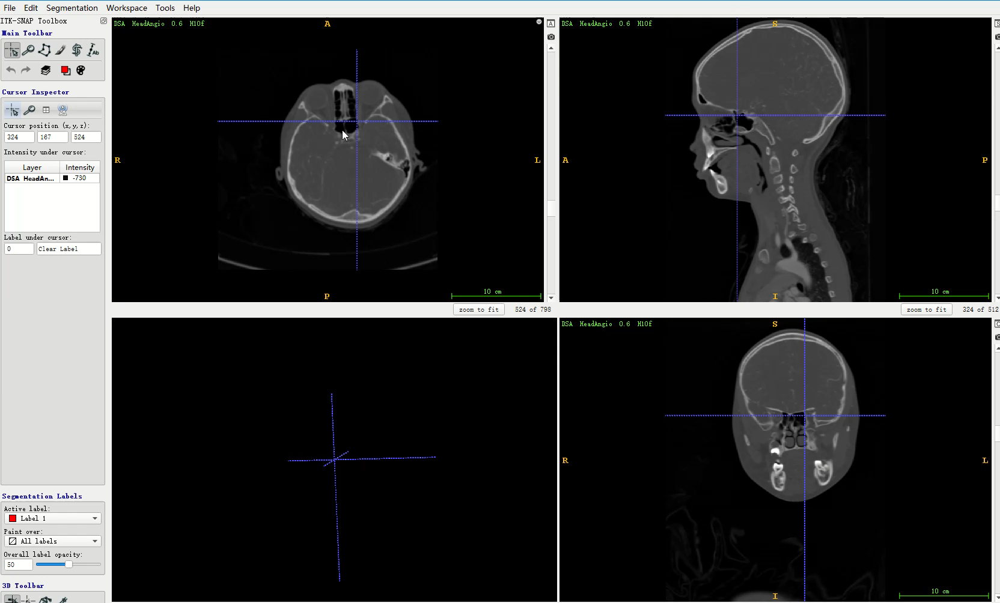 File Edit Segmentation Workspace Tools Help
ITK-SNAP Toolbox
Main Toolbar
Ab
Cursor Inspector
Cursor position (x,y,z):
324 167 524
Intensity under cursor:
Layer Intensity
DSA HeadAn... -730
Label under cursor:
0 Clear Label
Segmentation Labels
Active label:
Label 1
Paint over:
All labels
Overall label opacity:
50
3D Toolbar
DSA HeadAngio 0.6 H10f
A
A
R
L
P
10 cm
zoom to fit 524 of 798
DSA HeadAngio 0.6 H10f
S
S
A
P
I
10 cm
zoom to fit 324 of 512
DSA HeadAngio 0.6 H10f
S
R
L
I
10 cm